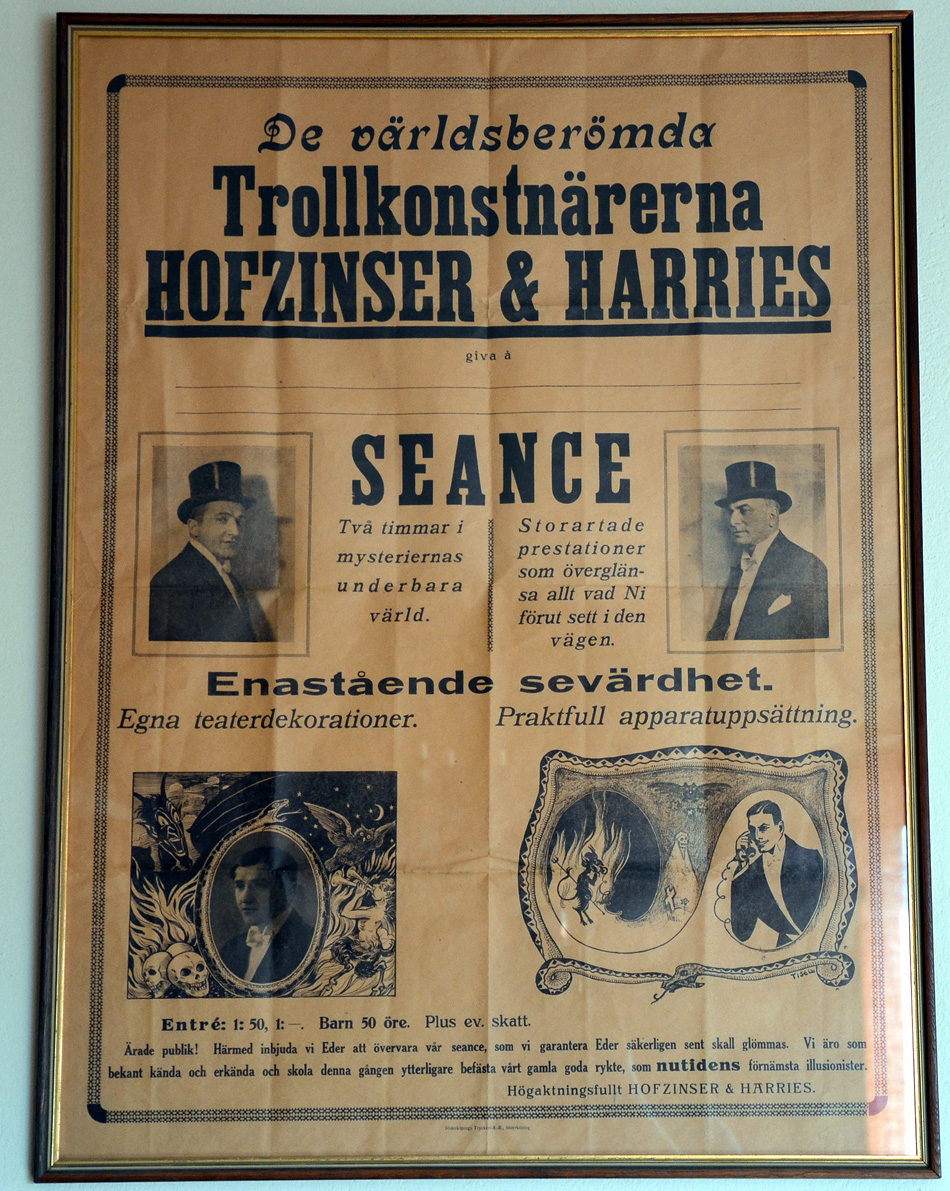 De världsberömda
Trollkonstnärerna
HOFZINSER & HARRIES
giva å
SEANCE
Två timmar i
mysteriernas
underbara
värld.
Storartade
prestationer
som överglän-
sa allt vad Ni
förut sett i den
vägen.
Enastående sevärdhet.
Egna teaterdekorationer.
Praktfull apparatuppsättning.
Entré: 1:50, 1:—. Barn 50 öre. Plus ev. skatt.
Ärade publik! Härmed inbjuda vi Eder att övervara vår seance, som vi garantera Eder säkerligen sent skall glömmas. Vi äro som
bekant kända och erkända och skola denna gången ytterligare befästa vårt gamla goda rykte, som nutidens förnämsta illusionister.
Högaktningsfullt HOFZINSER & HARRIES.